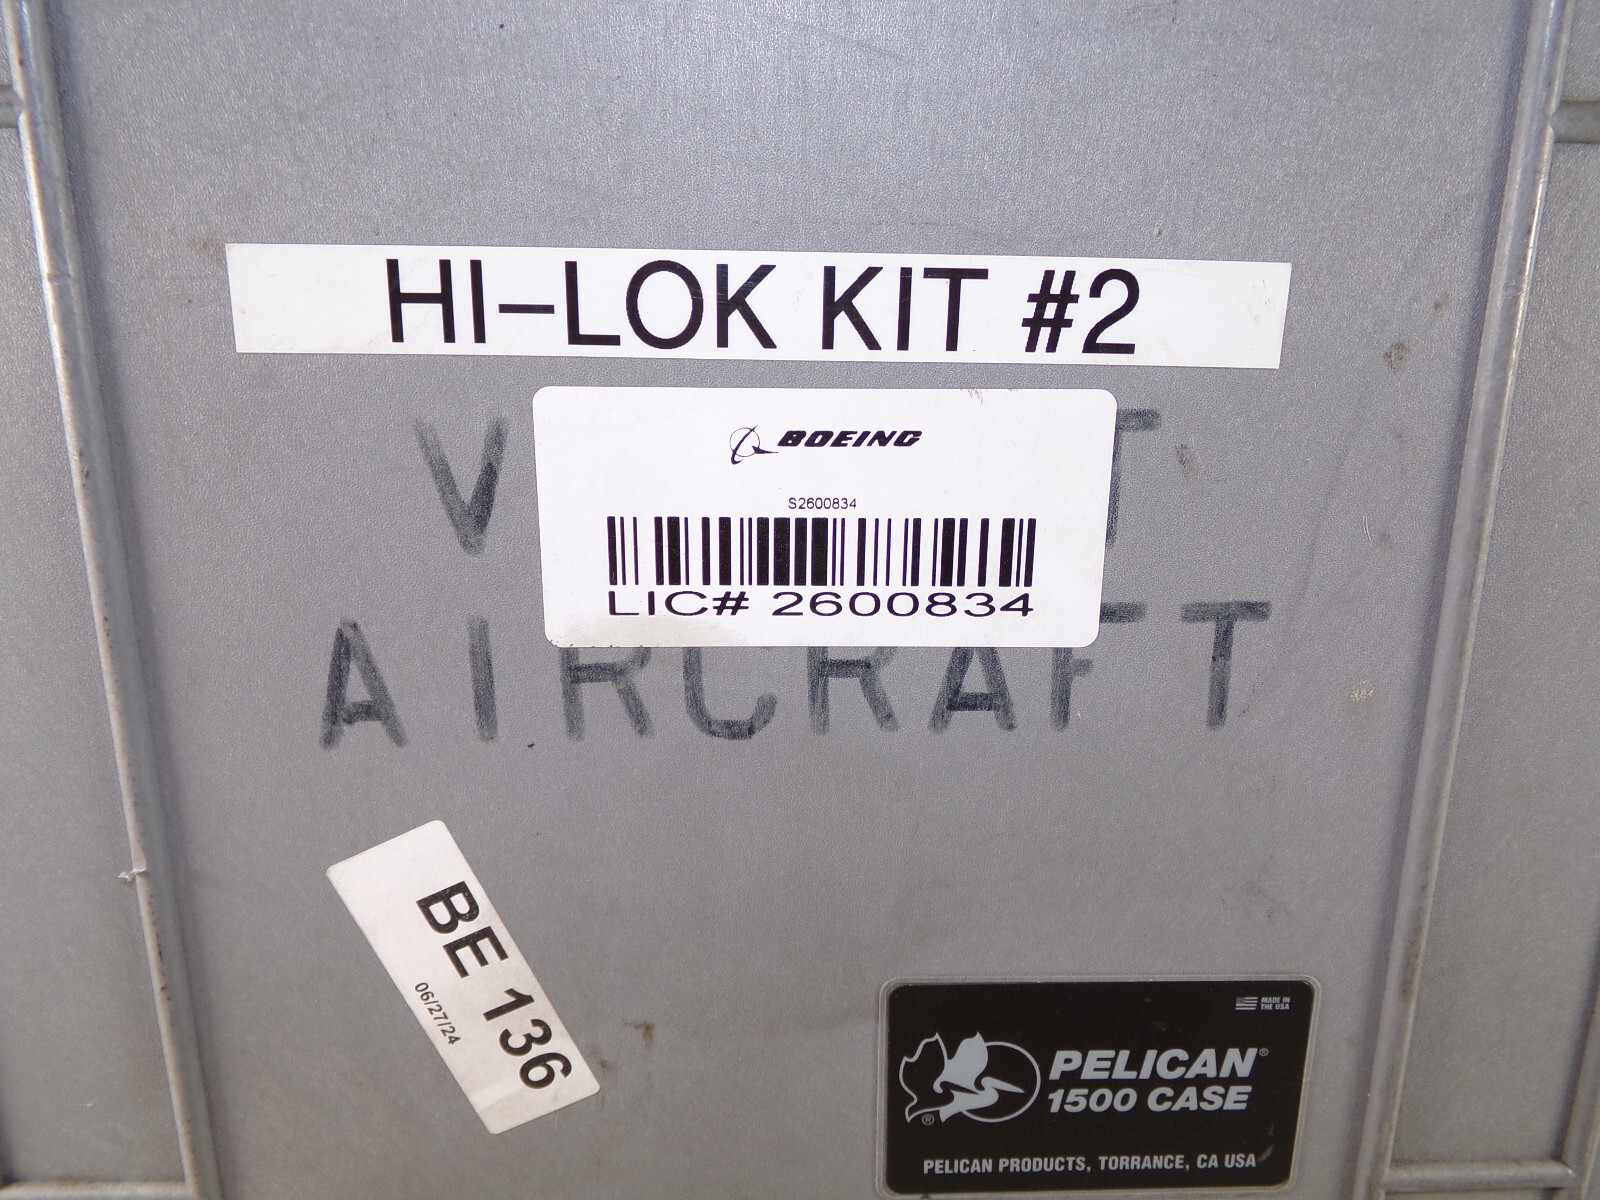 HI-LOK KIT #2
BOEING
S2600834
LIC# 2600834
AIRCRAFT
BE 136
06/27/24
MADE IN
THE USA
PELICAN®
1500 CASE
®
PELICAN PRODUCTS, TORRANCE, CA USA